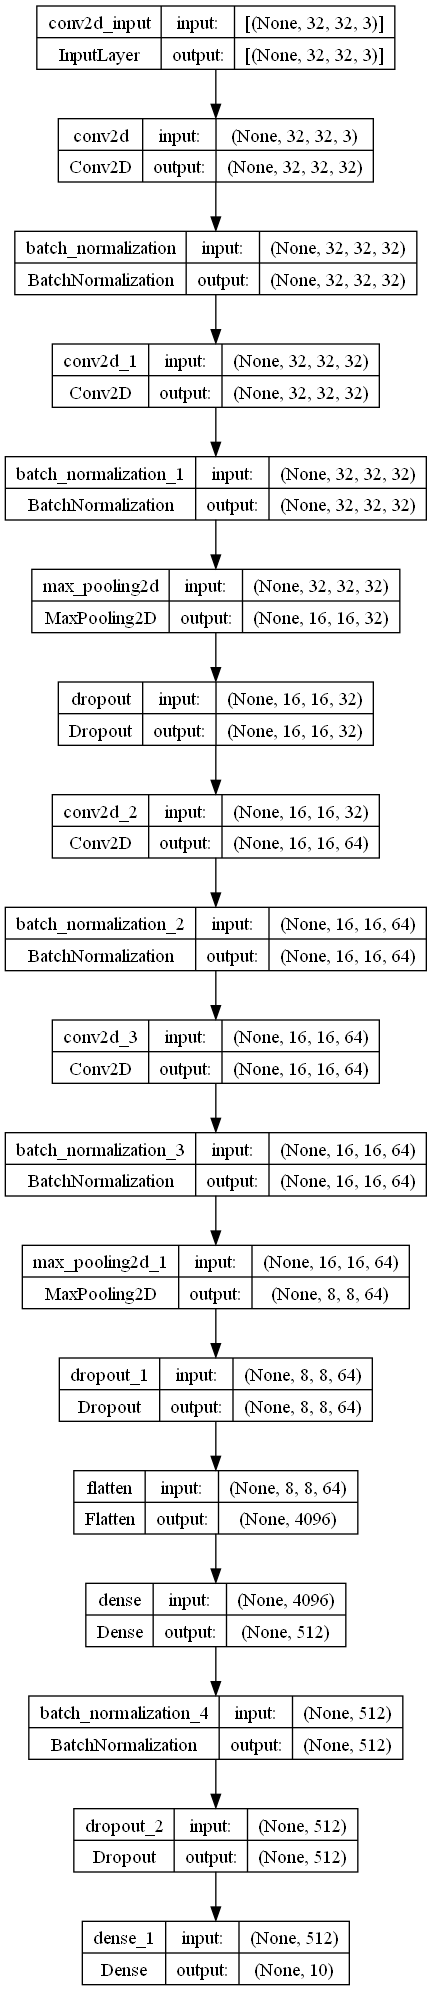 conv2d_input input: [(None, 32, 32, 3)]
InputLayer output: [(None, 32, 32, 3)]
conv2d input: (None, 32, 32, 3)
Conv2D output: (None, 32, 32, 32)
batch_normalization input: (None, 32, 32, 32)
BatchNormalization output: (None, 32, 32, 32)
conv2d_1 input: (None, 32, 32, 32)
Conv2D output: (None, 32, 32, 32)
batch_normalization_1 input: (None, 32, 32, 32)
BatchNormalization output: (None, 32, 32, 32)
max_pooling2d input: (None, 32, 32, 32)
MaxPooling2D output: (None, 16, 16, 32)
dropout input: (None, 16, 16, 32)
Dropout output: (None, 16, 16, 32)
conv2d_2 input: (None, 16, 16, 32)
Conv2D output: (None, 16, 16, 64)
batch_normalization_2 input: (None, 16, 16, 64)
BatchNormalization output: (None, 16, 16, 64)
conv2d_3 input: (None, 16, 16, 64)
Conv2D output: (None, 16, 16, 64)
batch_normalization_3 input: (None, 16, 16, 64)
BatchNormalization output: (None, 16, 16, 64)
max_pooling2d_1 input: (None, 16, 16, 64)
MaxPooling2D output: (None, 8, 8, 64)
dropout_1 input: (None, 8, 8, 64)
Dropout output: (None, 8, 8, 64)
flatten input: (None, 8, 8, 64)
Flatten output: (None, 4096)
dense input: (None, 4096)
Dense output: (None, 512)
batch_normalization_4 input: (None, 512)
BatchNormalization output: (None, 512)
dropout_2 input: (None, 512)
Dropout output: (None, 512)
dense_1 input: (None, 512)
Dense output: (None, 10)